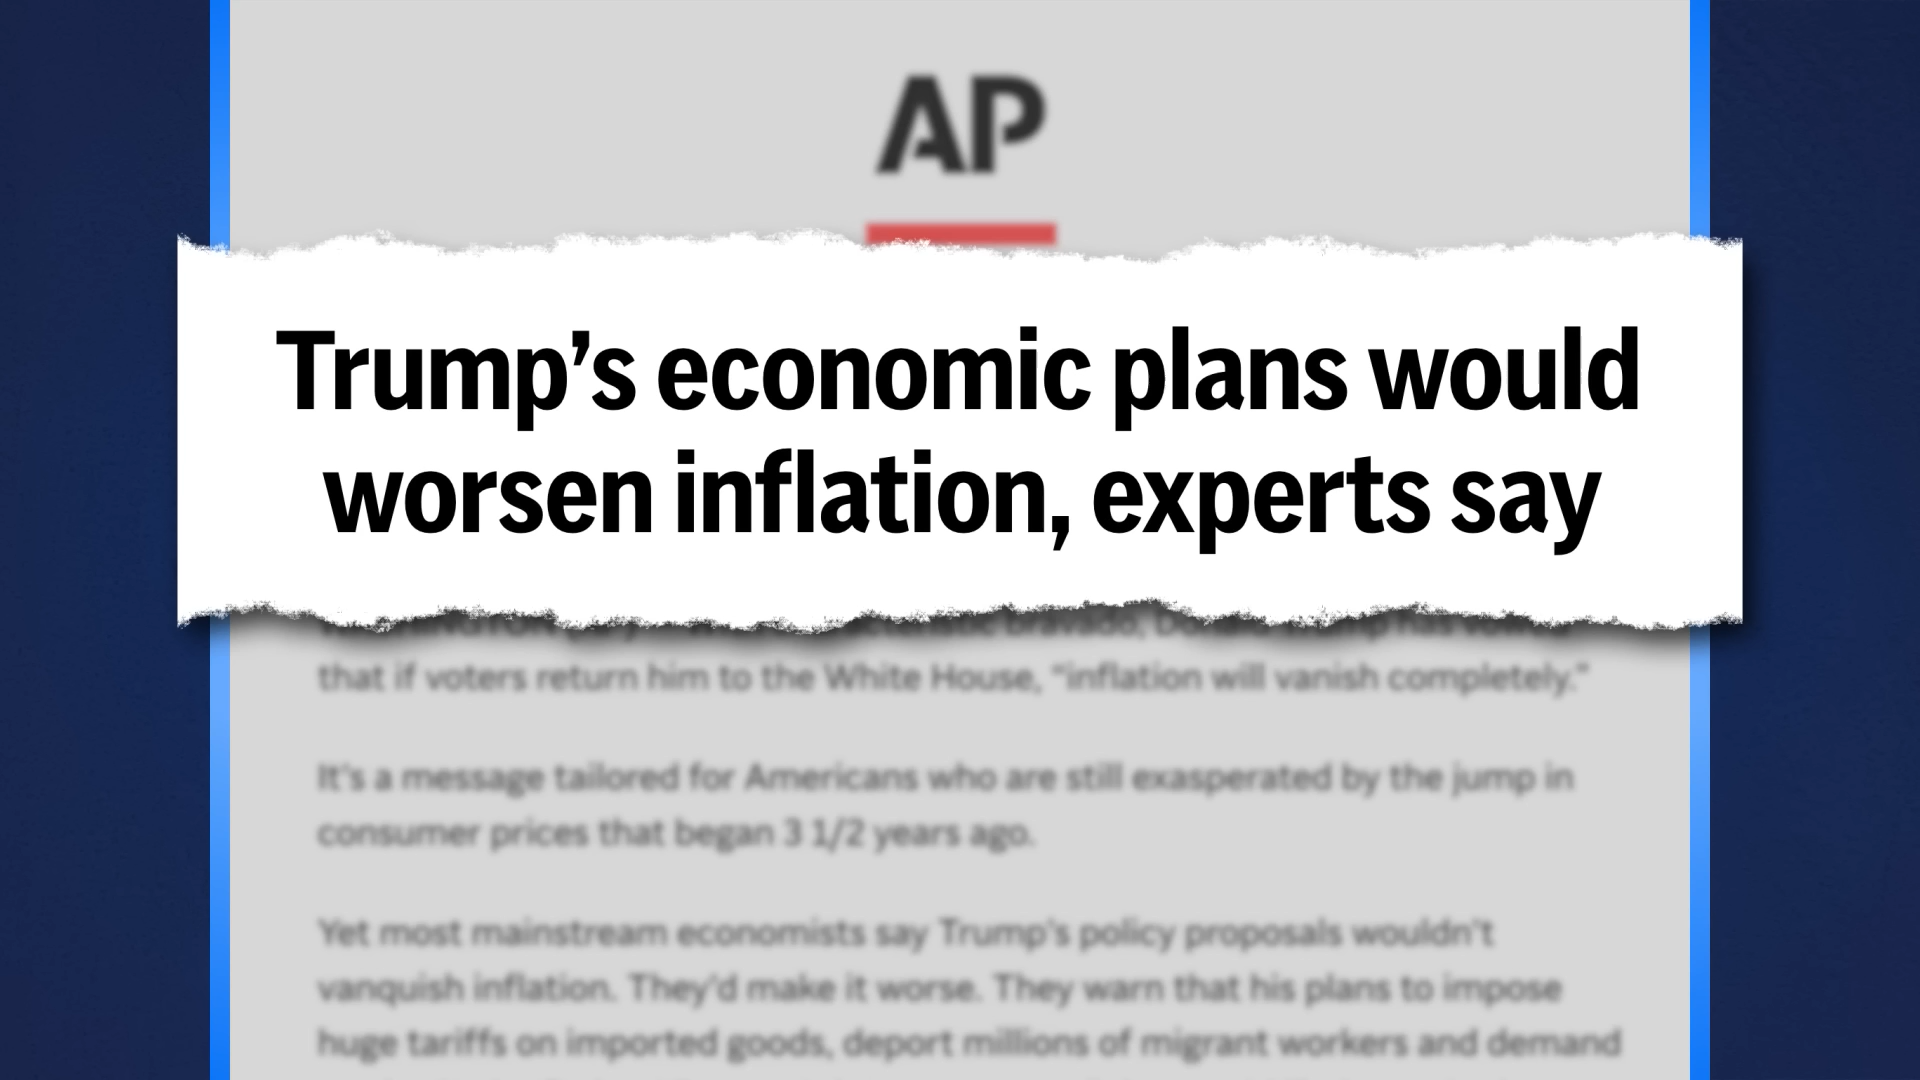 AP
Trump’s economic plans would
worsen inflation, experts say
that if voters return him to the White House, “inflation will vanish completely.”
It’s a message tailored for Americans who are still exasperated by the jump in
consumer prices that began 3 1/2 years ago.
Yet most mainstream economists say Trump’s policy proposals wouldn’t
vanquish inflation. They’d make it worse. They warn that his plans to impose
huge tariffs on imported goods, deport millions of migrant workers and demand